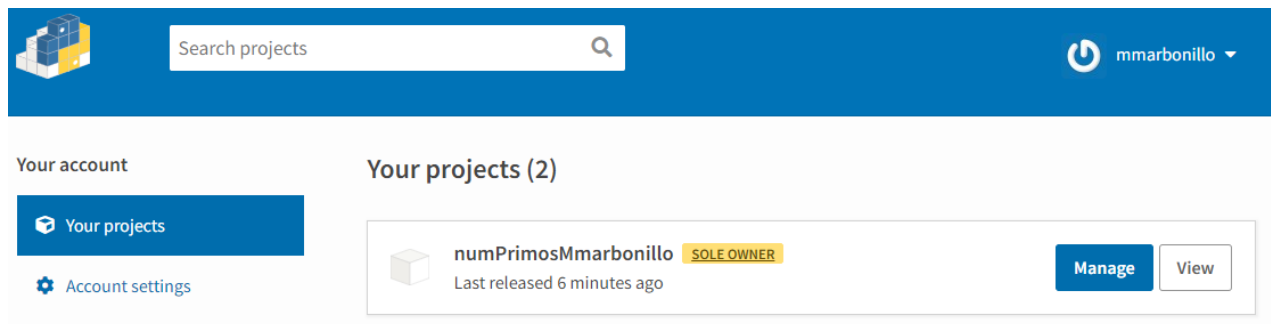 Search projects
mmarbonillo
Your account
Your projects
Account settings
Your projects (2)
numPrimosMmarbonillo SOLE OWNER
Last released 6 minutes ago
Manage
View